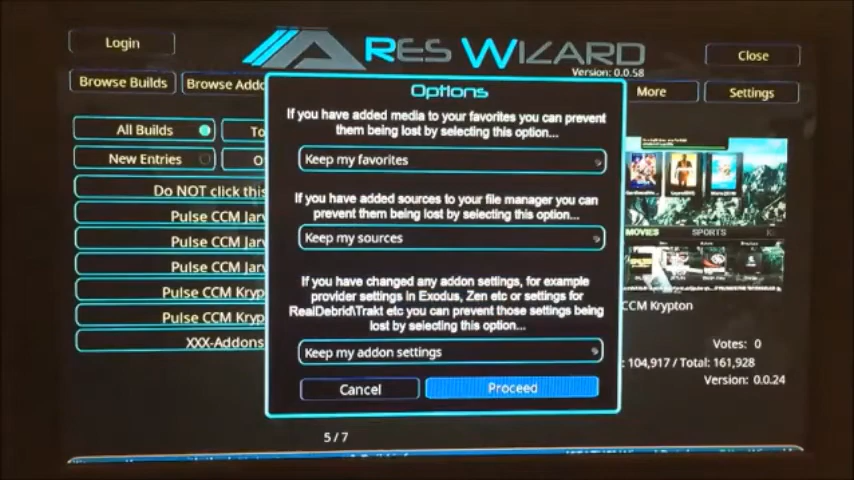 Login
ARES WIZARD
Version: 0.0.58
Close
Browse Builds
Browse Addo
More
Settings
Options
If you have added media to your favorites you can prevent
them being lost by selecting this option...
Keep my favorites
If you have added sources to your file manager you can
prevent them being lost by selecting this option...
Keep my sources
If you have changed any addon settings, for example
provider settings in Exodus, Zen etc or settings for
RealDebrid\Trakt etc you can prevent those settings being
lost by selecting this option...
Keep my addon settings
Cancel
Proceed
All Builds
To
New Entries
O
Do NOT click this
Pulse CCM Jarv
Pulse CCM Jarv
Pulse CCM Jarv
Pulse CCM Kryp
Pulse CCM Kryp
XXX-Addons
MOVIES
SPORTS
CCM Krypton
Votes: 0
: 104,917 / Total: 161,928
Version: 0.0.24
5 / 7